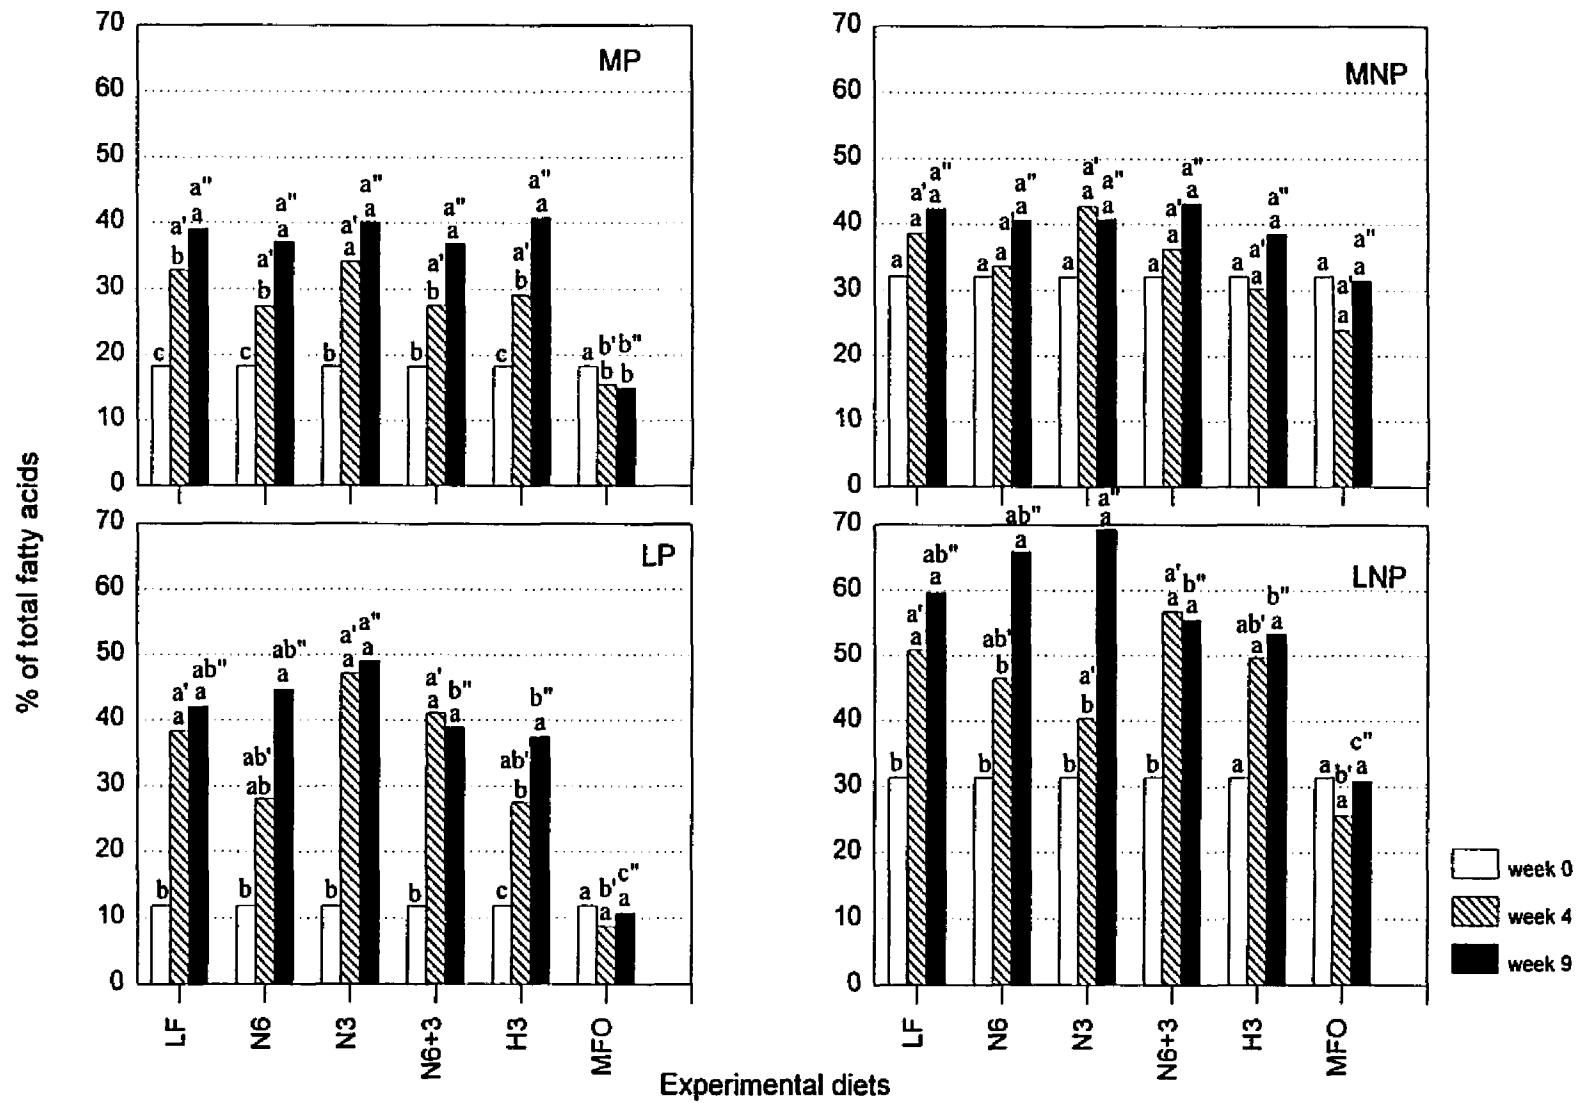 % of total fatty acids
MP
70
60
50
40
30
20
10
0
c b a' a a"
c b a' a a"
b a a' a a"
b b a' a a"
c b a' a a"
a b b' b b"
MNP
70
60
50
40
30
20
10
0
a a a' a a"
a a a' a a"
a a a' a a"
a a a' a a"
a a a' a a"
a a a' a a"
LP
70
60
50
40
30
20
10
0
b a a' a ab"
b ab ab' a ab"
b a a' a a"
b a a' a b"
c b ab' a b"
a a b' a c"
LF
N6
N3
N6+3
H3
MFO
LNP
70
60
50
40
30
20
10
0
b a a' a ab"
b b ab' a ab"
b b a' a a"
b a a' a b"
a a ab' a b"
a a b' a c"
LF
N6
N3
N6+3
H3
MFO
week 0
week 4
week 9
Experimental diets